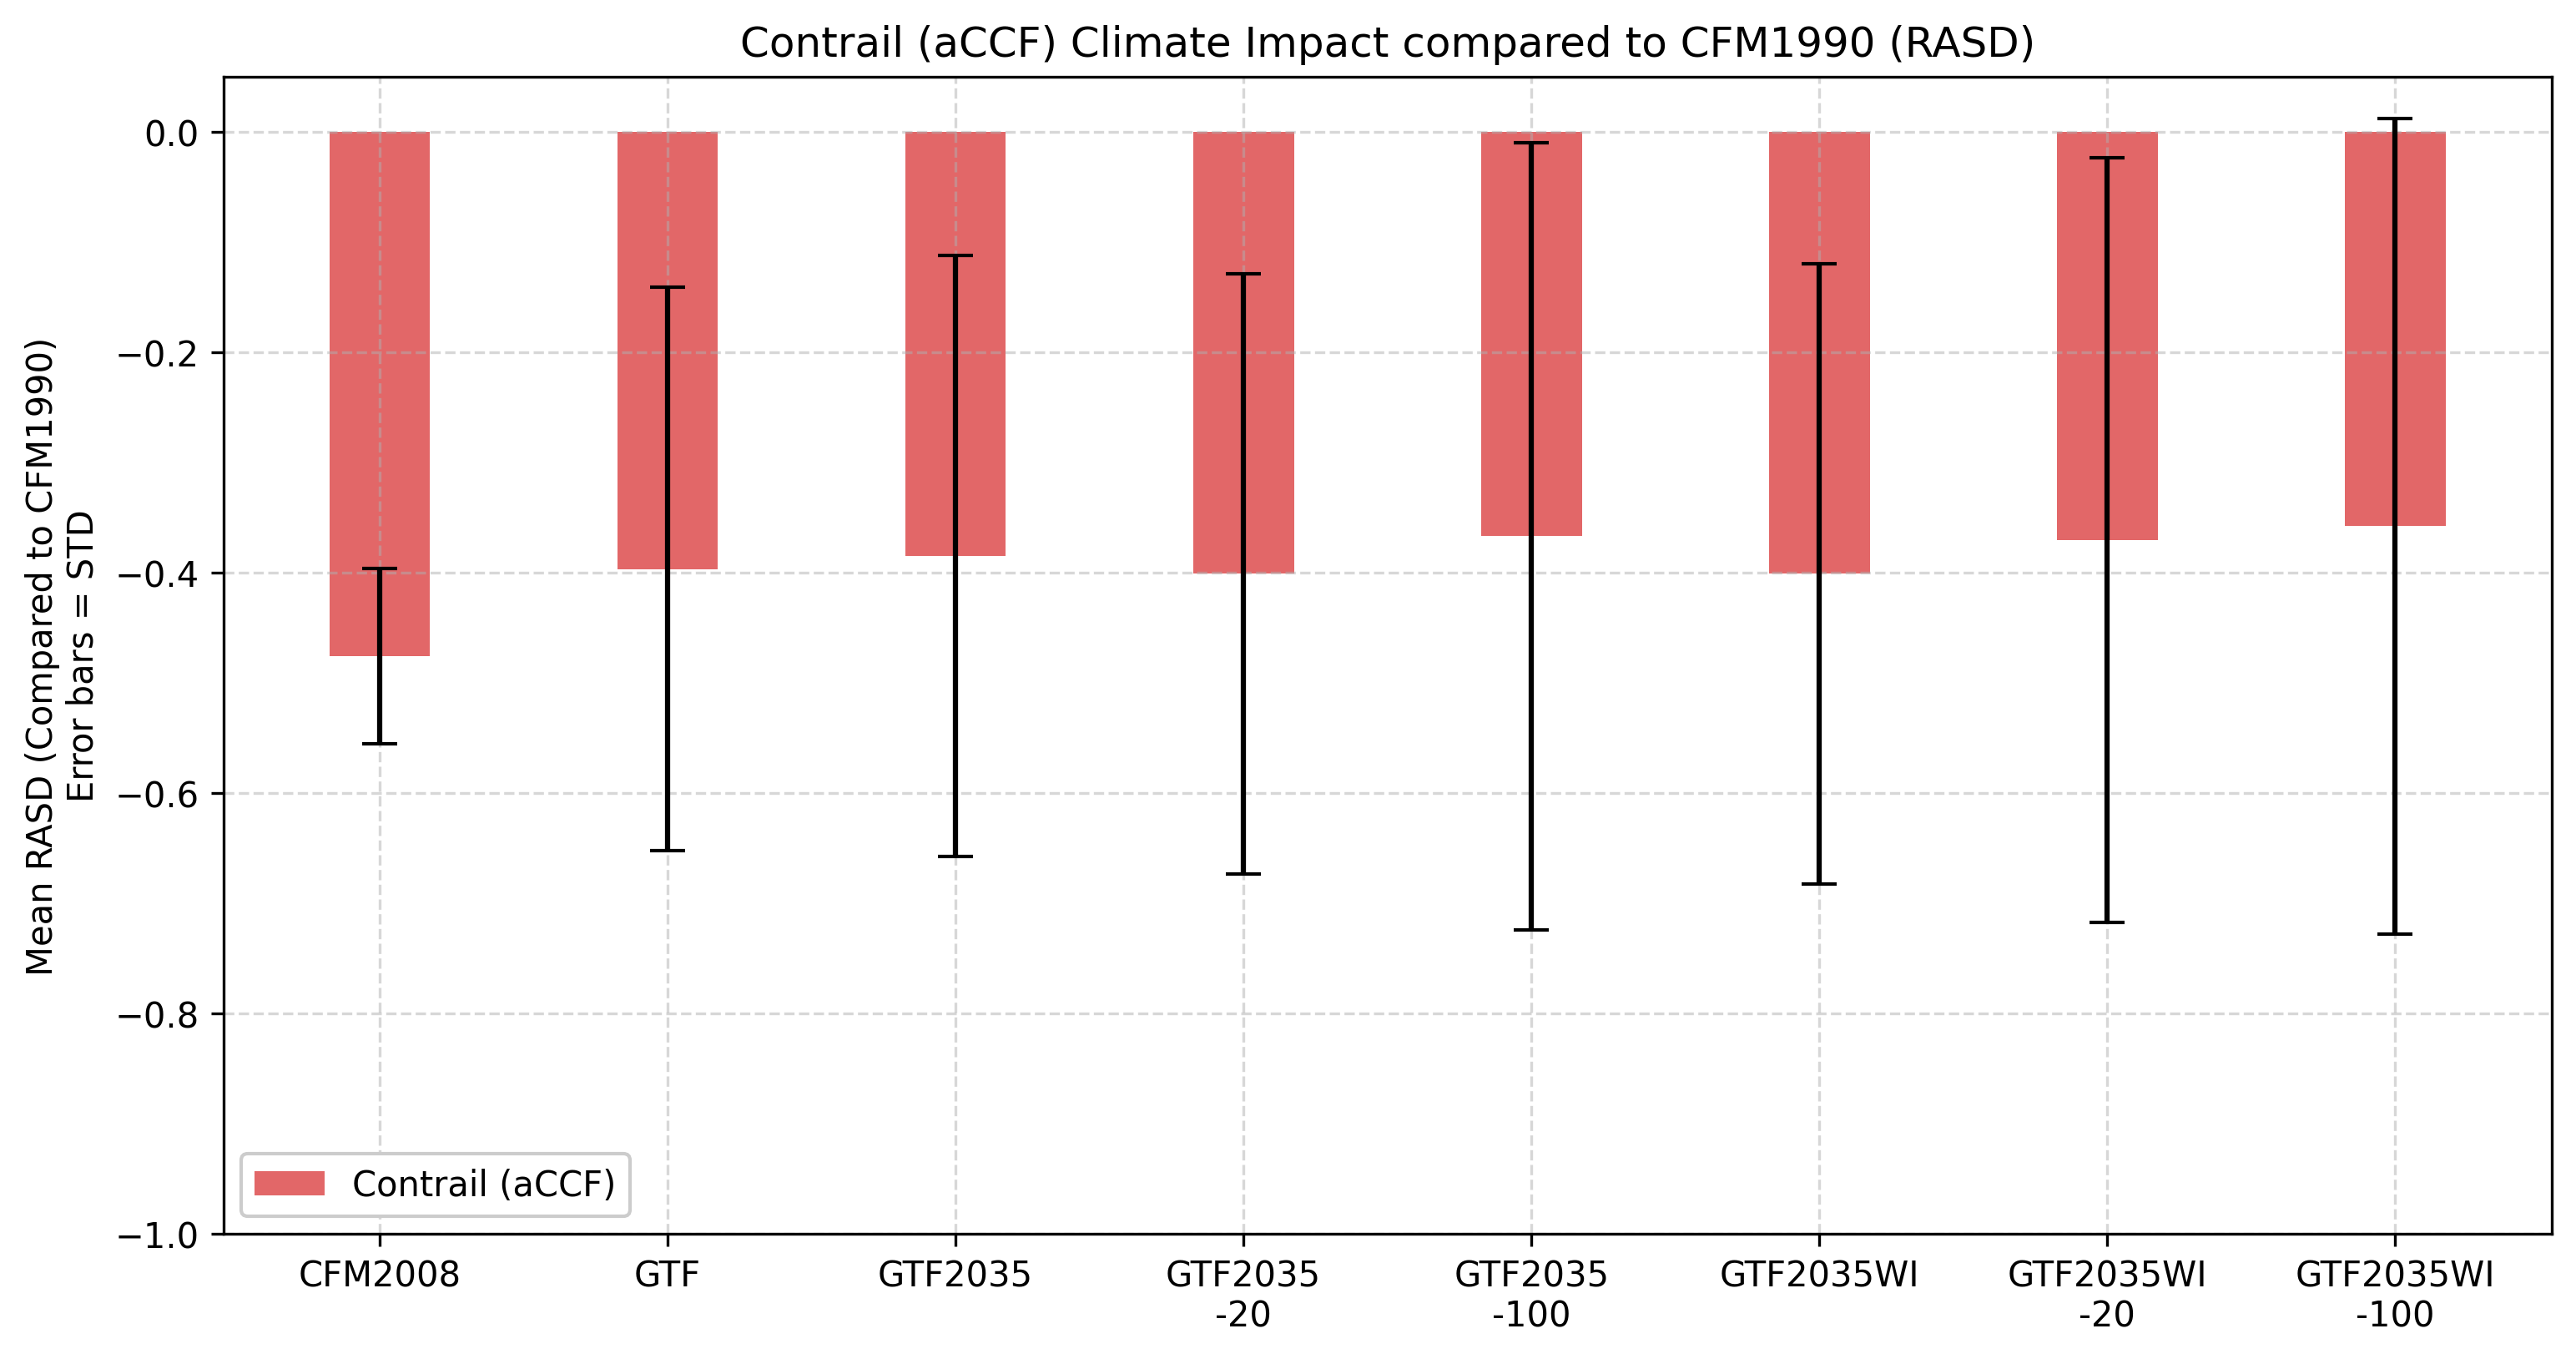 Contrail (aCCF) Climate Impact compared to CFM1990 (RASD)
Mean RASD (Compared to CFM1990)
Error bars = STD
0.0
−0.2
−0.4
−0.6
−0.8
−1.0
Contrail (aCCF)
CFM2008
GTF
GTF2035
GTF2035
-20
GTF2035
-100
GTF2035WI
GTF2035WI
-20
GTF2035WI
-100